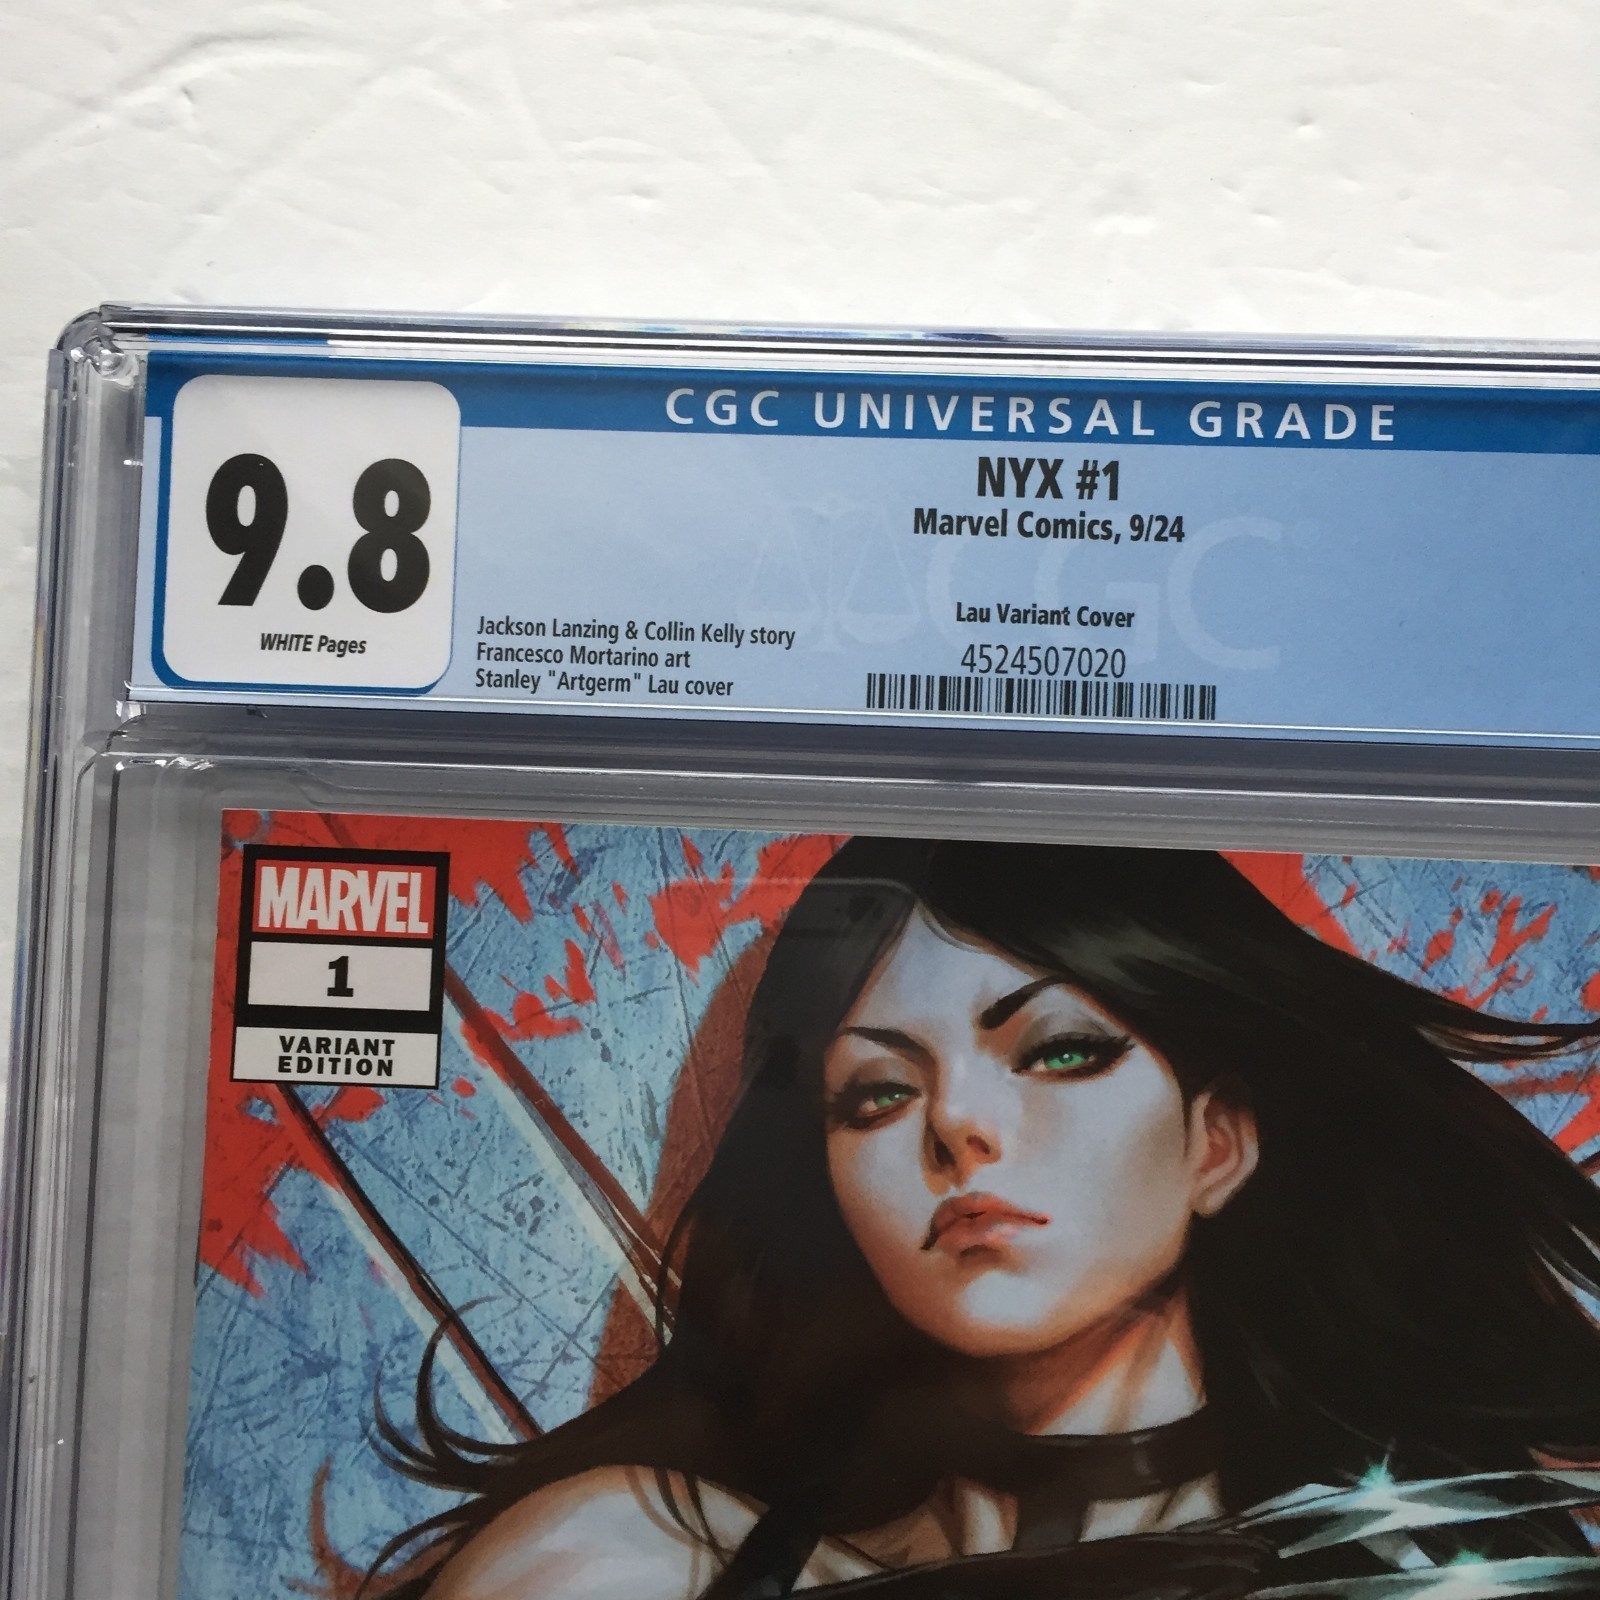 CGC UNIVERSAL GRADE
9.8
WHITE Pages
NYX #1
Marvel Comics, 9/24
Lau Variant Cover
4524507020
Jackson Lanzing & Collin Kelly story
Francesco Mortarino art
Stanley "Artgerm" Lau cover
CGC
MARVEL
1
VARIANT
EDITION